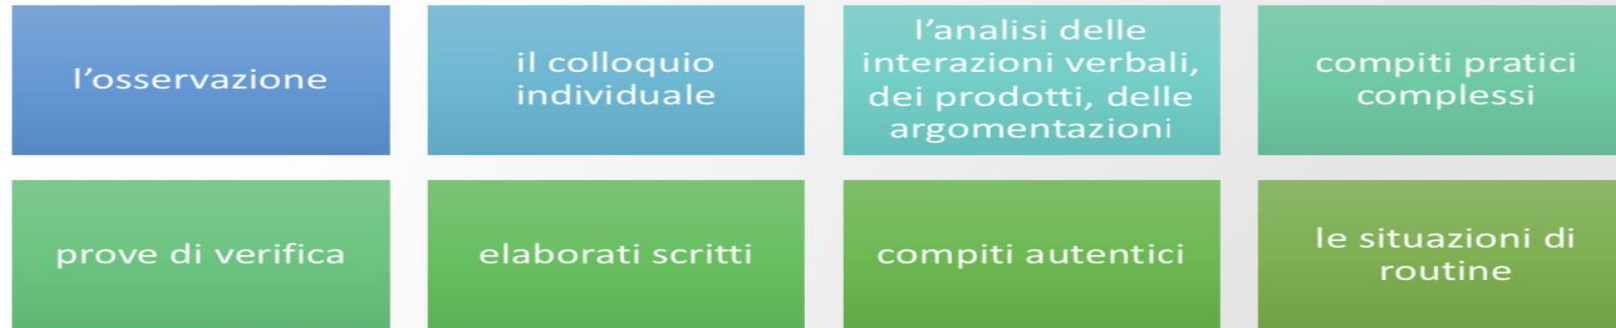 l’osservazione
il colloquio
individuale
l’analisi delle
interazioni verbali,
dei prodotti, delle
argomentazioni
compiti pratici
complessi
prove di verifica
elaborati scritti
compiti autentici
le situazioni di
routine